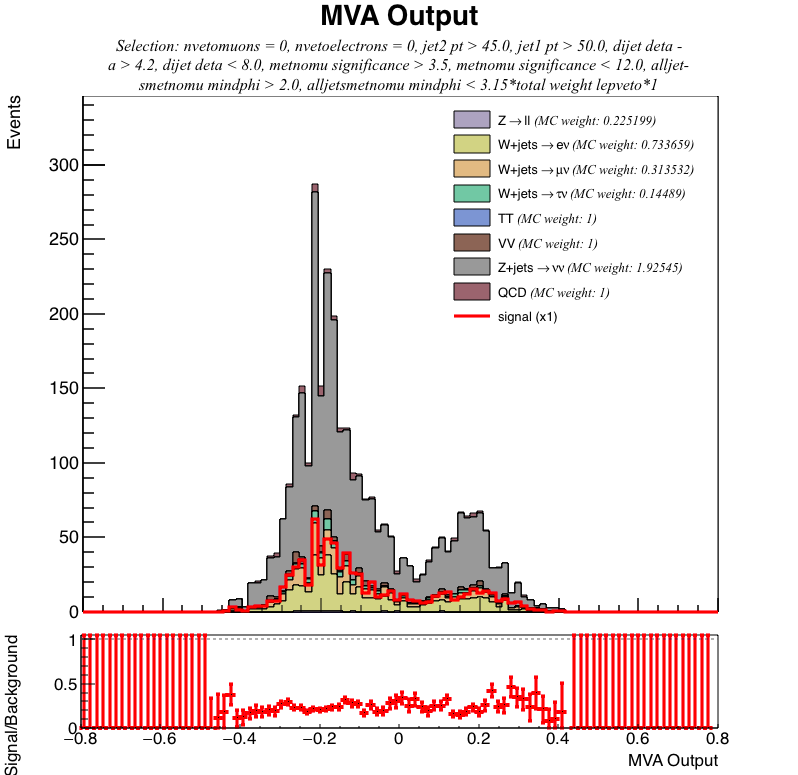 MVA Output
Selection: nvetomuons = 0, nvetoelectrons = 0, jet2 pt > 45.0, jet1 pt > 50.0, dijet deta -
a > 4.2, dijet deta < 8.0, metnomu significance > 3.5, metnomu significance < 12.0, alljet-
smetnomu mindphi > 2.0, alljetsmetnomu mindphi < 3.15*total weight lepveto*1
Events
300
250
200
150
100
50
0
Z→ll (MC weight: 0.225199)
W+jets→eν (MC weight: 0.733659)
W+jets→μν (MC weight: 0.313532)
W+jets→τν (MC weight: 0.14489)
TT (MC weight: 1)
VV (MC weight: 1)
Z+jets→νν (MC weight: 1.92545)
QCD (MC weight: 1)
signal (x1)
Signal/Background
1
0.5
0
−0.8 −0.6 −0.4 −0.2 0 0.2 0.4 0.6 0.8
MVA Output